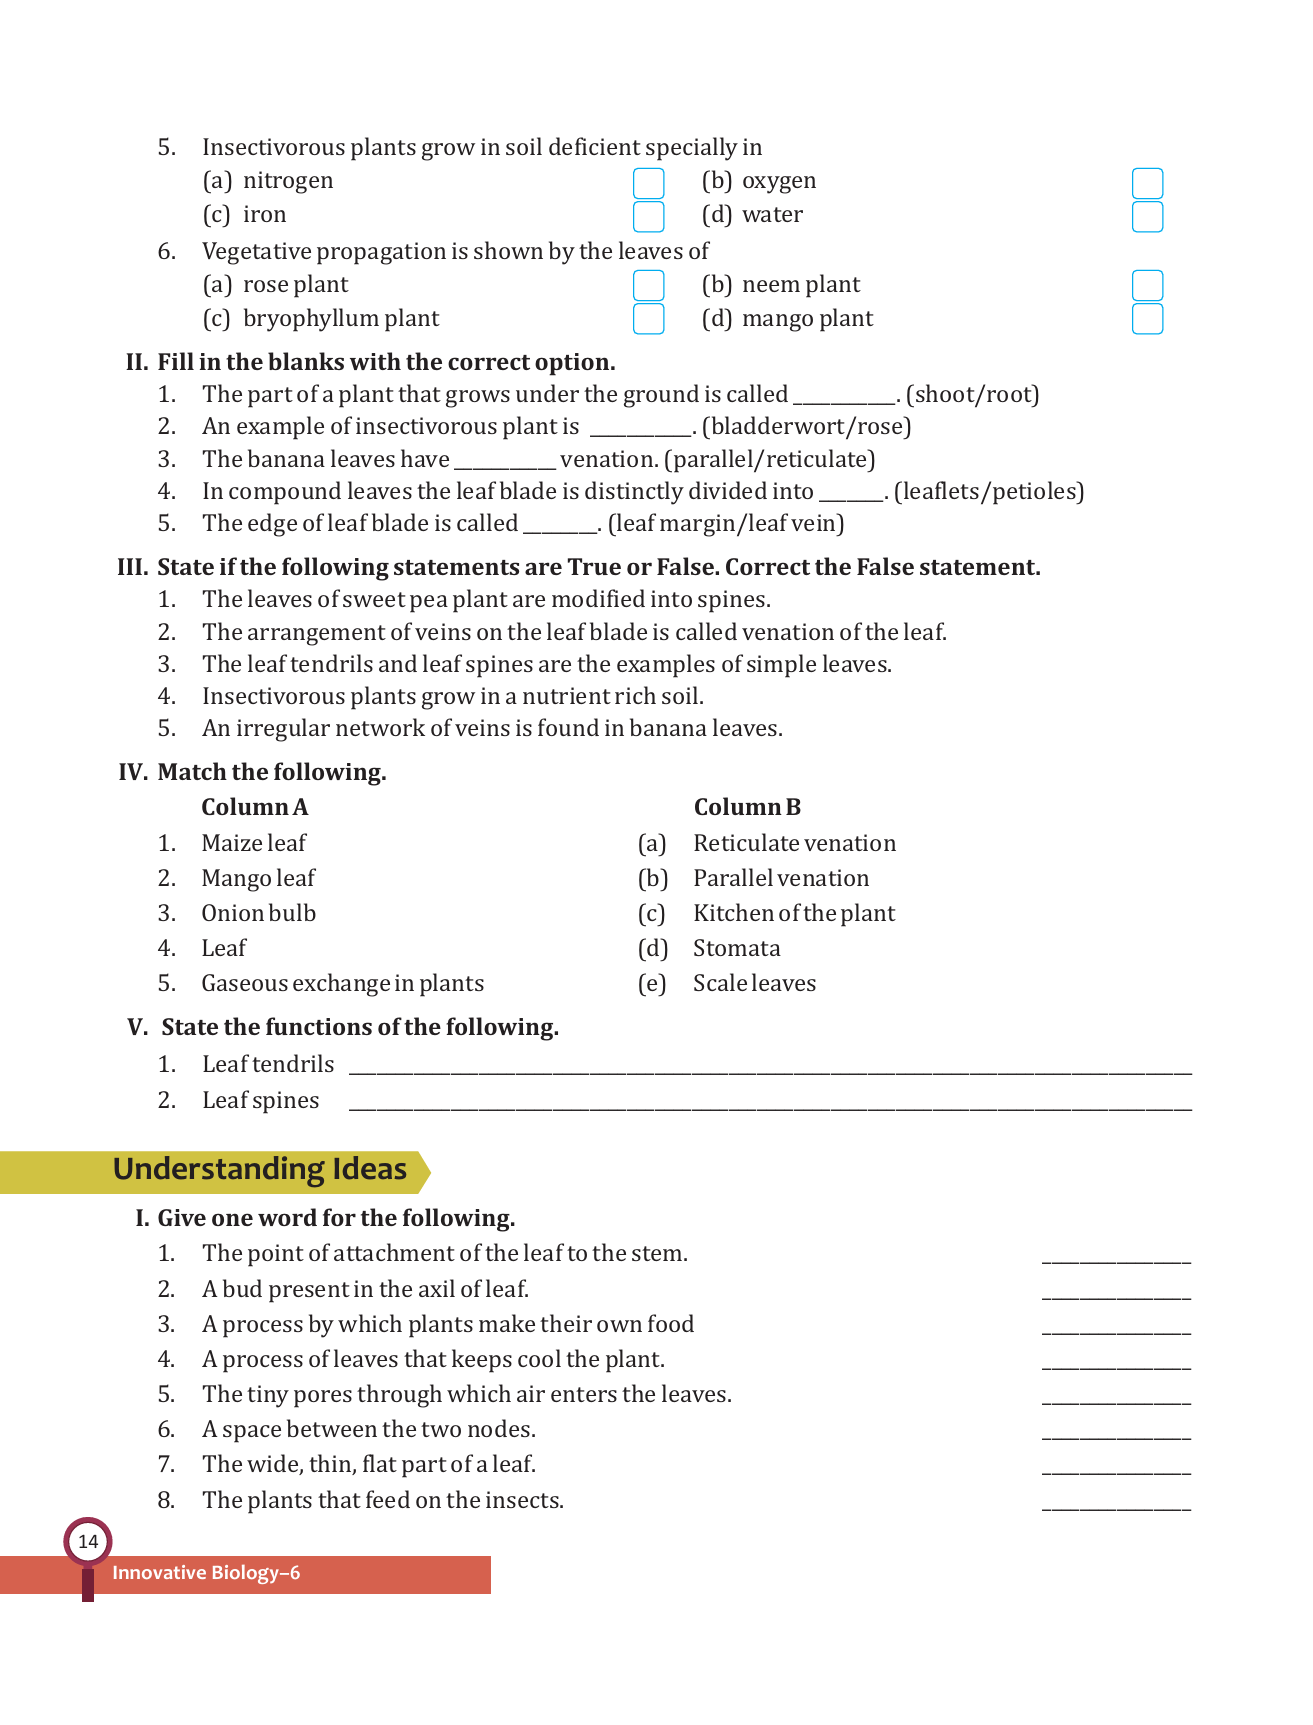 5. Insectivorous plants grow in soil deficient specially in
(a) nitrogen (b) oxygen
(c) iron (d) water
6. Vegetative propagation is shown by the leaves of
(a) rose plant (b) neem plant
(c) bryophyllum plant (d) mango plant
II. Fill in the blanks with the correct option.
1. The part of a plant that grows under the ground is called ___________. (shoot/root)
2. An example of insectivorous plant is ___________. (bladderwort/rose)
3. The banana leaves have ___________ venation. (parallel/reticulate)
4. In compound leaves the leaf blade is distinctly divided into _______. (leaflets/petioles)
5. The edge of leaf blade is called ________. (leaf margin/leaf vein)
III. State if the following statements are True or False. Correct the False statement.
1. The leaves of sweet pea plant are modified into spines.
2. The arrangement of veins on the leaf blade is called venation of the leaf.
3. The leaf tendrils and leaf spines are the examples of simple leaves.
4. Insectivorous plants grow in a nutrient rich soil.
5. An irregular network of veins is found in banana leaves.
IV. Match the following.
Column A Column B
1. Maize leaf (a) Reticulate venation
2. Mango leaf (b) Parallel venation
3. Onion bulb (c) Kitchen of the plant
4. Leaf (d) Stomata
5. Gaseous exchange in plants (e) Scale leaves
V. State the functions of the following.
1. Leaf tendrils ________________
2. Leaf spines ________________
Understanding Ideas
I. Give one word for the following.
1. The point of attachment of the leaf to the stem. ________________
2. A bud present in the axil of leaf. ________________
3. A process by which plants make their own food ________________
4. A process of leaves that keeps cool the plant. ________________
5. The tiny pores through which air enters the leaves. ________________
6. A space between the two nodes. ________________
7. The wide, thin, flat part of a leaf. ________________
8. The plants that feed on the insects. ________________
14
Innovative Biology–6